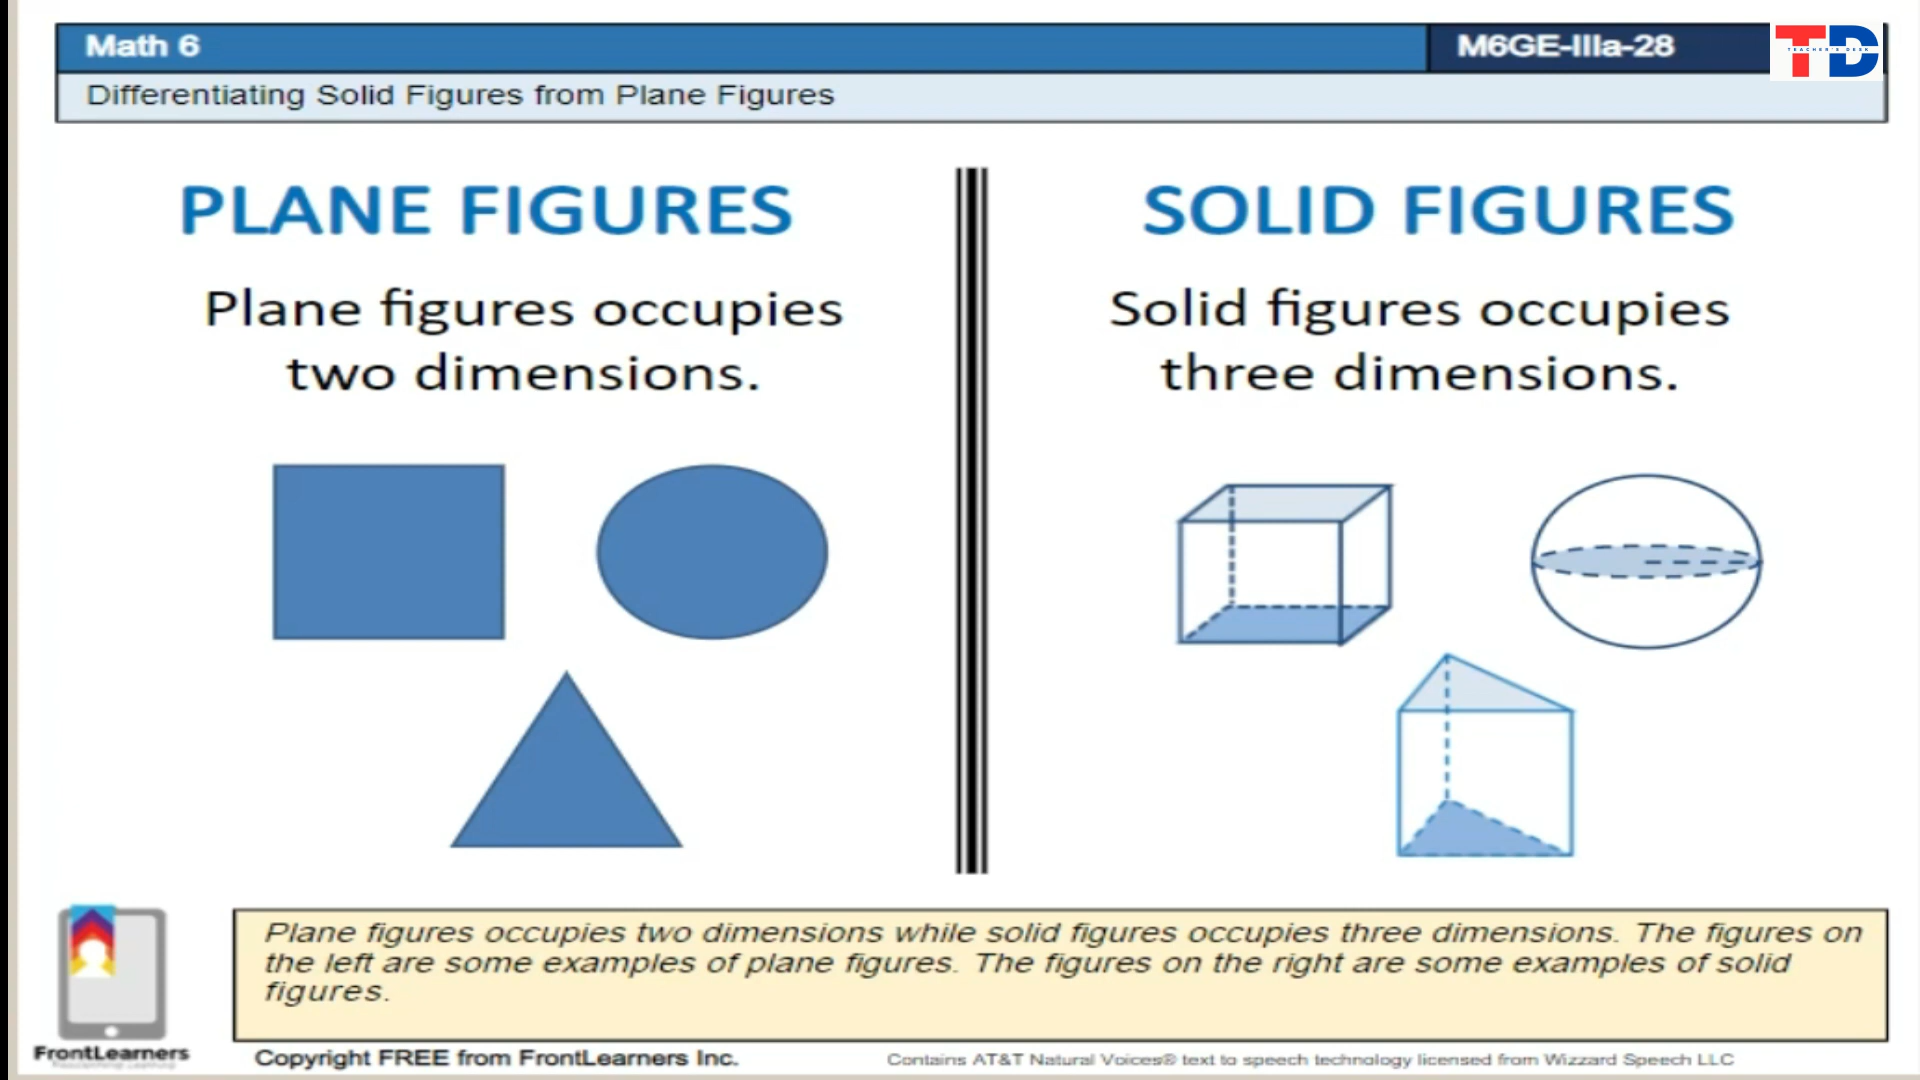 Math 6
M6GE-IIIa-28
TD
TEACHER'S DESK
Differentiating Solid Figures from Plane Figures
PLANE FIGURES
Plane figures occupies
two dimensions.
SOLID FIGURES
Solid figures occupies
three dimensions.
Plane figures occupies two dimensions while solid figures occupies three dimensions. The figures on
the left are some examples of plane figures. The figures on the right are some examples of solid
figures.
FrontLearners
Copyright FREE from FrontLearners Inc.
Contains AT&T Natural Voices® text to speech technology licensed from Wizzard Speech LLC